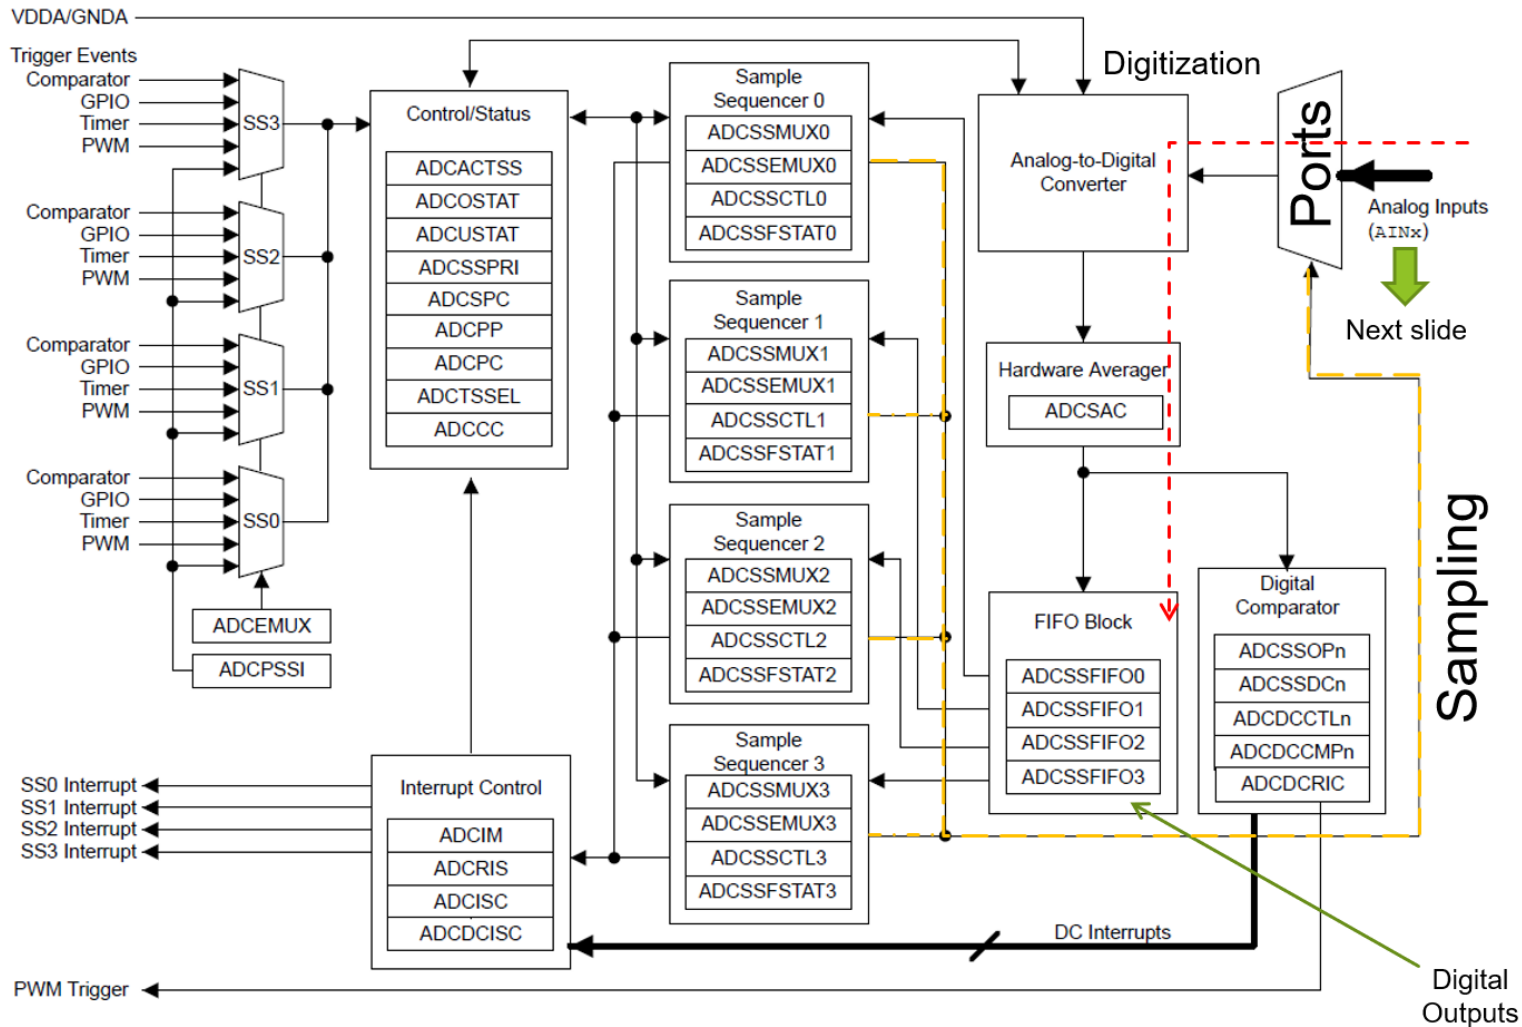 VDDA/GNDA
Trigger Events
Comparator
GPIO
Timer
PWM
SS3
Comparator
GPIO
Timer
PWM
SS2
Comparator
GPIO
Timer
PWM
SS1
Comparator
GPIO
Timer
PWM
SS0
ADCEMUX
ADCPSSI
Control/Status
ADCACTSS
ADCOSTAT
ADCUSTAT
ADCSSPRI
ADCSPC
ADCPP
ADCPC
ADCTSSEL
ADCCC
Interrupt Control
ADCIM
ADCRIS
ADCISC
ADCDCISC
SS0 Interrupt
SS1 Interrupt
SS2 Interrupt
SS3 Interrupt
PWM Trigger
Sample
Sequencer 0
ADCSSMUX0
ADCSSEMUX0
ADCSSCTL0
ADCSSFSTAT0
Sample
Sequencer 1
ADCSSMUX1
ADCSSEMUX1
ADCSSCTL1
ADCSSFSTAT1
Sample
Sequencer 2
ADCSSMUX2
ADCSSEMUX2
ADCSSCTL2
ADCSSFSTAT2
Sample
Sequencer 3
ADCSSMUX3
ADCSSEMUX3
ADCSSCTL3
ADCSSFSTAT3
Digitization
Analog-to-Digital
Converter
Hardware Averager
ADCSAC
FIFO Block
ADCSSFIFO0
ADCSSFIFO1
ADCSSFIFO2
ADCSSFIFO3
Digital
Comparator
ADCSSOPn
ADCSSDCn
ADCDCCTLn
ADCDCCMPn
ADCDCRIC
DC Interrupts
Ports
Analog Inputs
(AINx)
Next slide
Sampling
Digital
Outputs